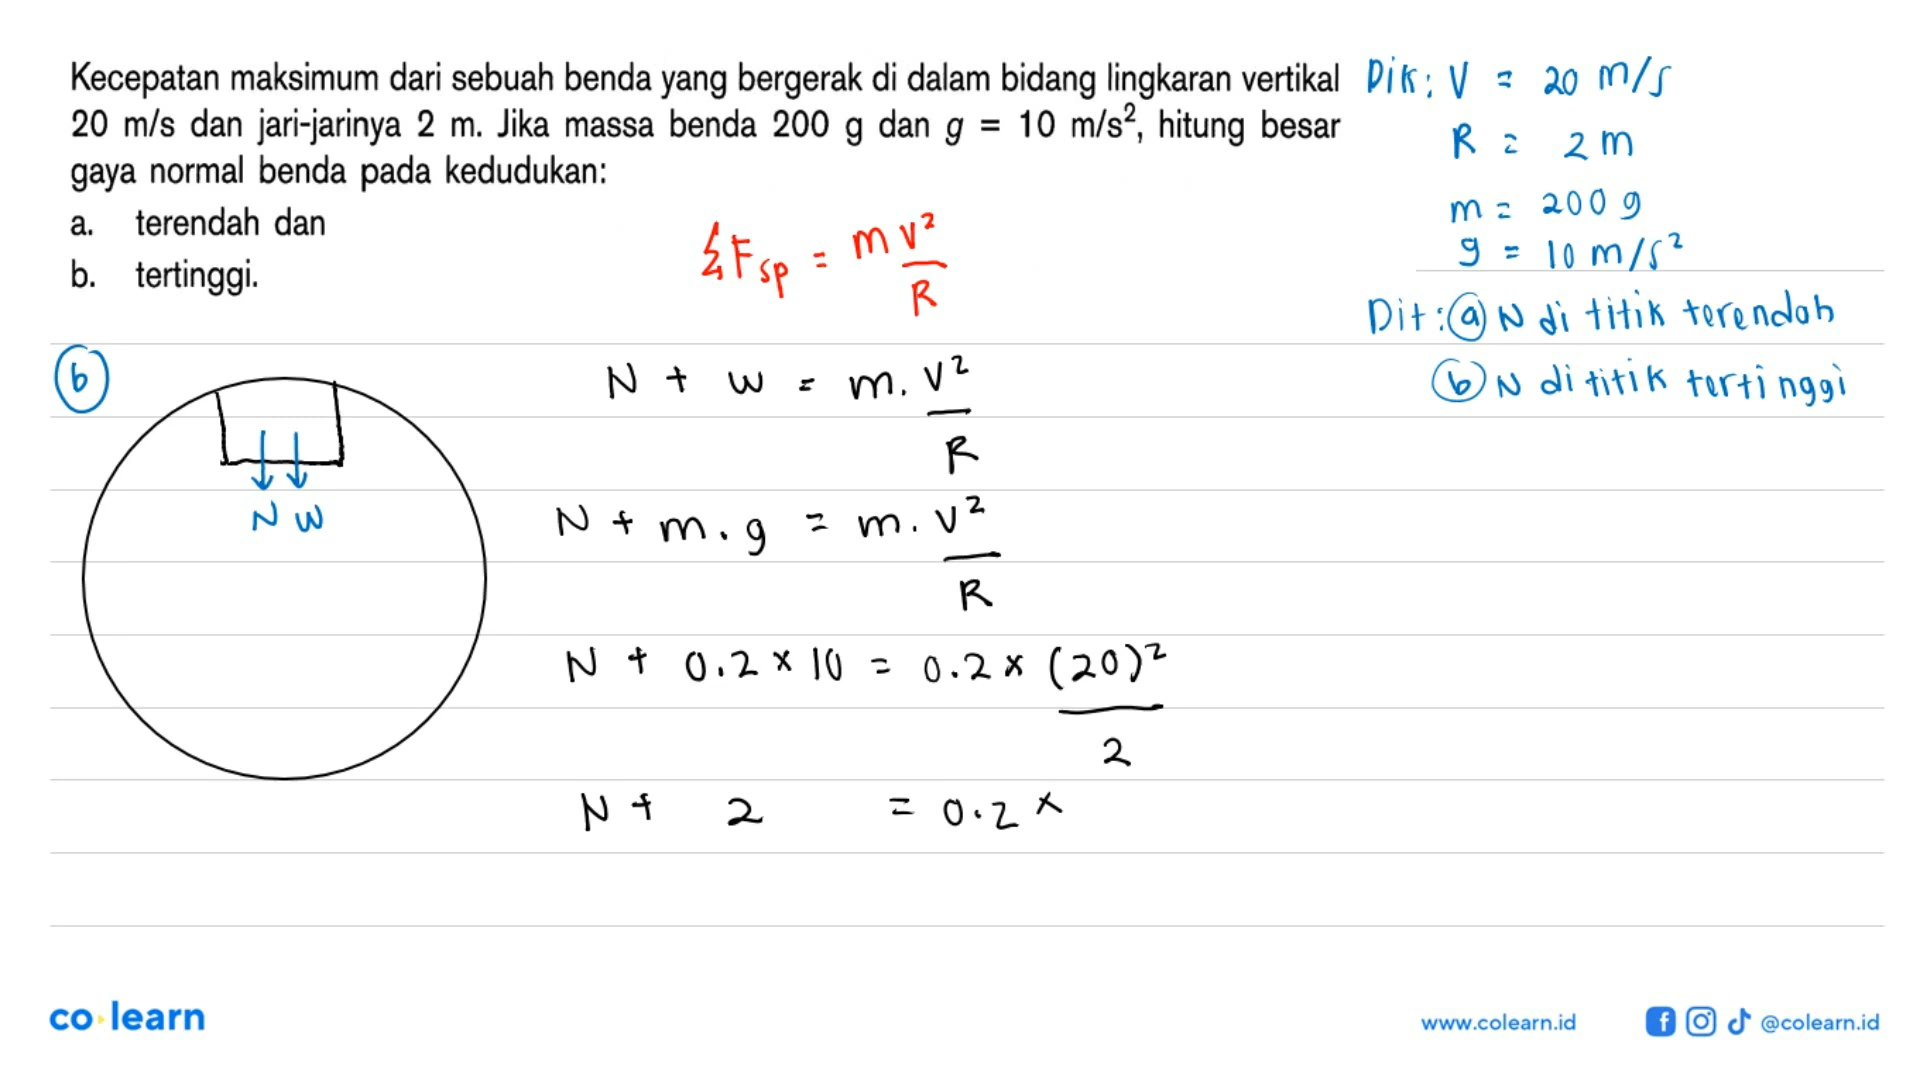 Kecepatan maksimum dari sebuah benda yang bergerak di dalam bidang lingkaran vertikal
20 m/s dan jari-jarinya 2 m. Jika massa benda 200 g dan g = 10 m/s², hitung besar
gaya normal benda pada kedudukan:
a. terendah dan
b. tertinggi.
Dik: V = 20 m/s
R = 2 m
m = 200 g
g = 10 m/s²
Dit: a N di titik terendah
b N di titik tertinggi
ΣFsp = m v²/R
b
N W
N + w = m. v²/R
N + m.g = m. v²/R
N + 0.2 x 10 = 0.2 x (20)²/2
N + 2 = 0.2 x
co learn
www.colearn.id
@colearn.id